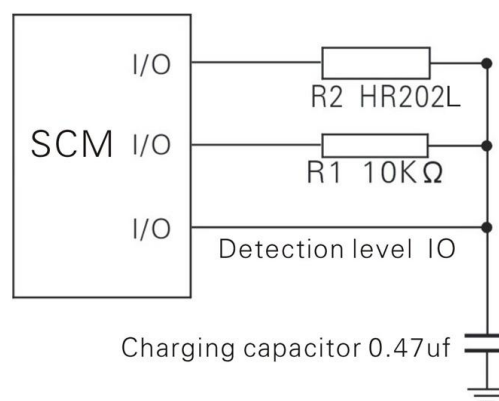 I/O
R2 HR202L
SCM I/O
R1 10KΩ
I/O
Detection level IO
Charging capacitor 0.47uf